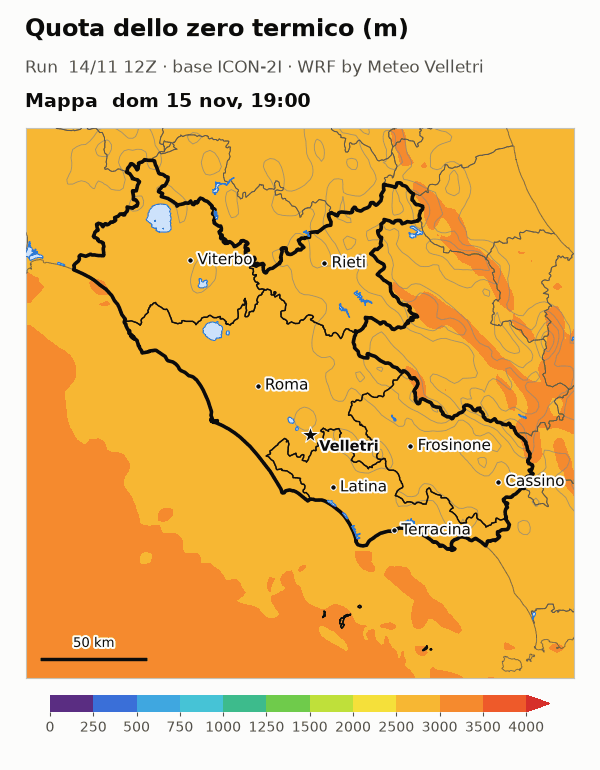 Quota dello zero termico (m)
Run  14/11 12Z · base ICON-2I · WRF by Meteo Velletri
Mappa  dom 15 nov, 19:00
Viterbo
Rieti
Roma
Velletri
Frosinone
Latina
Cassino
Terracina
50 km
0 250 500 750 1000 1250 1500 2000 2500 3000 3500 4000